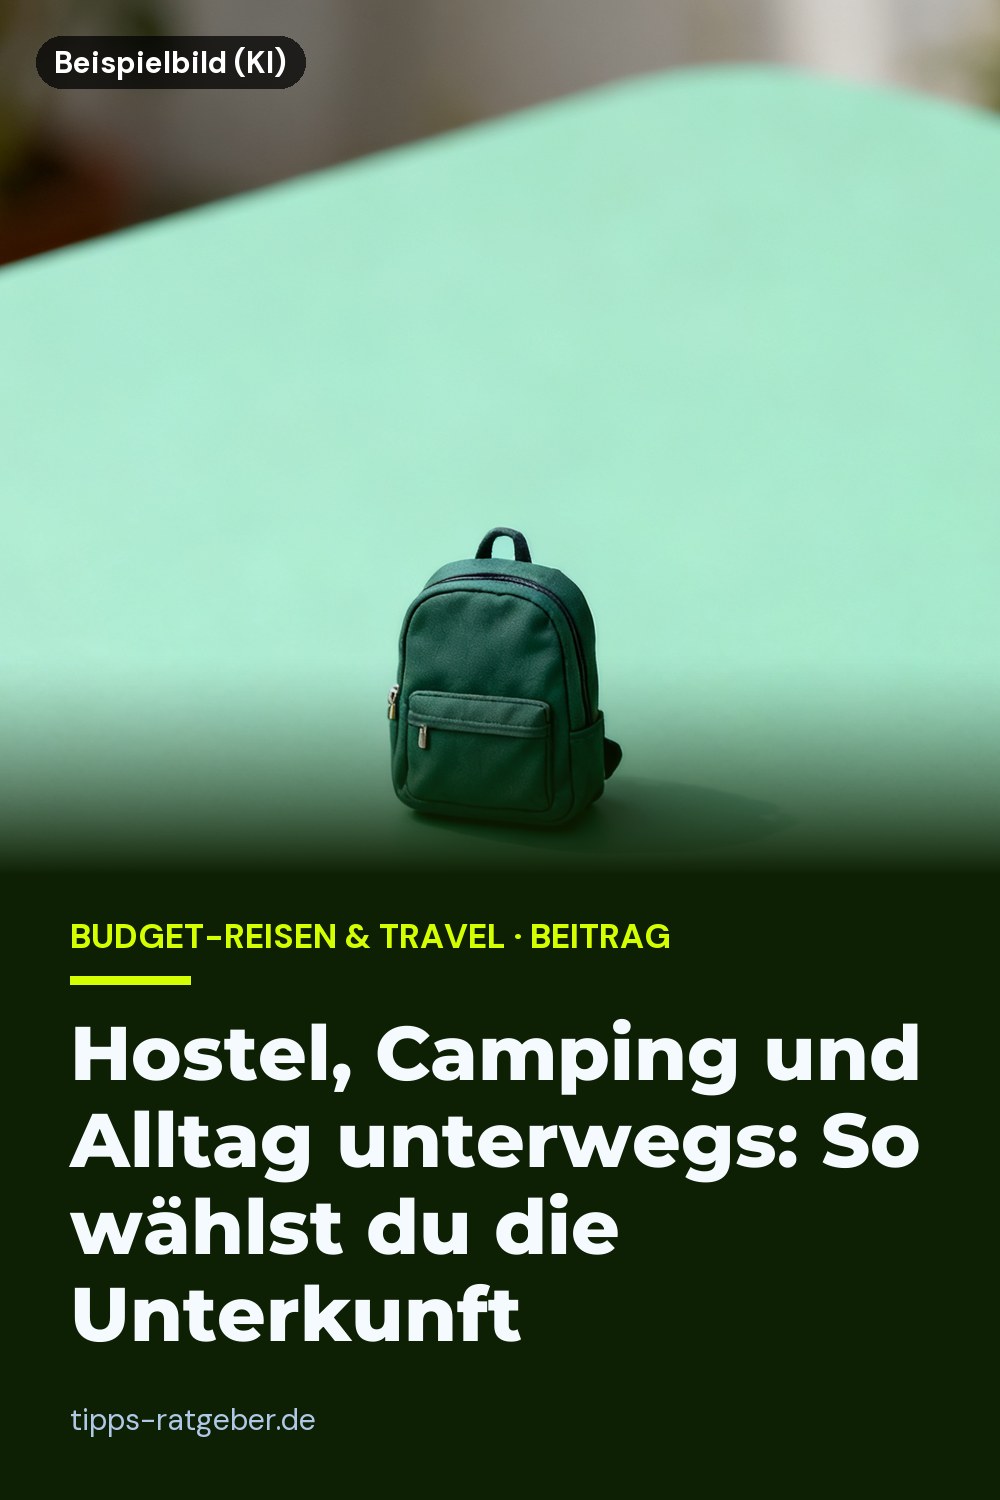 Beispielbild (KI)
BUDGET-REISEN & TRAVEL · BEITRAG
Hostel, Camping und
Alltag unterwegs: So
wählst du die
Unterkunft
tipps-ratgeber.de